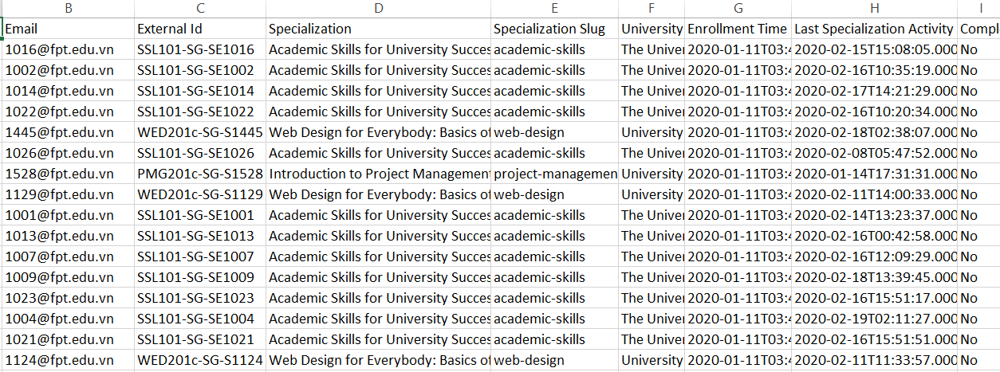 B C D E F G H I
Email External Id Specialization Specialization Slug University Enrollment Time Last Specialization Activity Compl
1016@fpt.edu.vn SSL101-SG-SE1016 Academic Skills for University Succes academic-skills The Univer 2020-01-11T03:4 2020-02-15T15:08:05.000 No
1002@fpt.edu.vn SSL101-SG-SE1002 Academic Skills for University Succes academic-skills The Univer 2020-01-11T03:4 2020-02-16T10:35:19.000 No
1014@fpt.edu.vn SSL101-SG-SE1014 Academic Skills for University Succes academic-skills The Univer 2020-01-11T03:4 2020-02-17T14:21:29.000 No
1022@fpt.edu.vn SSL101-SG-SE1022 Academic Skills for University Succes academic-skills The Univer 2020-01-11T03:4 2020-02-16T10:20:34.000 No
1445@fpt.edu.vn WED201c-SG-S1445 Web Design for Everybody: Basics of web-design University 2020-01-11T03:4 2020-02-18T02:38:07.000 No
1026@fpt.edu.vn SSL101-SG-SE1026 Academic Skills for University Succes academic-skills The Univer 2020-01-11T03:4 2020-02-08T05:47:52.000 No
1528@fpt.edu.vn PMG201c-SG-S1528 Introduction to Project Management project-managemen University 2020-01-11T03:4 2020-01-14T17:31:31.000 No
1129@fpt.edu.vn WED201c-SG-S1129 Web Design for Everybody: Basics of web-design University 2020-01-11T03:4 2020-02-11T14:00:33.000 No
1001@fpt.edu.vn SSL101-SG-SE1001 Academic Skills for University Succes academic-skills The Univer 2020-01-11T03:4 2020-02-14T13:23:37.000 No
1013@fpt.edu.vn SSL101-SG-SE1013 Academic Skills for University Succes academic-skills The Univer 2020-01-11T03:4 2020-02-16T00:42:58.000 No
1007@fpt.edu.vn SSL101-SG-SE1007 Academic Skills for University Succes academic-skills The Univer 2020-01-11T03:4 2020-02-16T12:09:29.000 No
1009@fpt.edu.vn SSL101-SG-SE1009 Academic Skills for University Succes academic-skills The Univer 2020-01-11T03:4 2020-02-18T13:39:45.000 No
1023@fpt.edu.vn SSL101-SG-SE1023 Academic Skills for University Succes academic-skills The Univer 2020-01-11T03:4 2020-02-16T15:51:17.000 No
1004@fpt.edu.vn SSL101-SG-SE1004 Academic Skills for University Succes academic-skills The Univer 2020-01-11T03:4 2020-02-19T02:11:27.000 No
1021@fpt.edu.vn SSL101-SG-SE1021 Academic Skills for University Succes academic-skills The Univer 2020-01-11T03:4 2020-02-16T15:51:51.000 No
1124@fpt.edu.vn WED201c-SG-S1124 Web Design for Everybody: Basics of web-design University 2020-01-11T03:4 2020-02-11T11:33:57.000 No